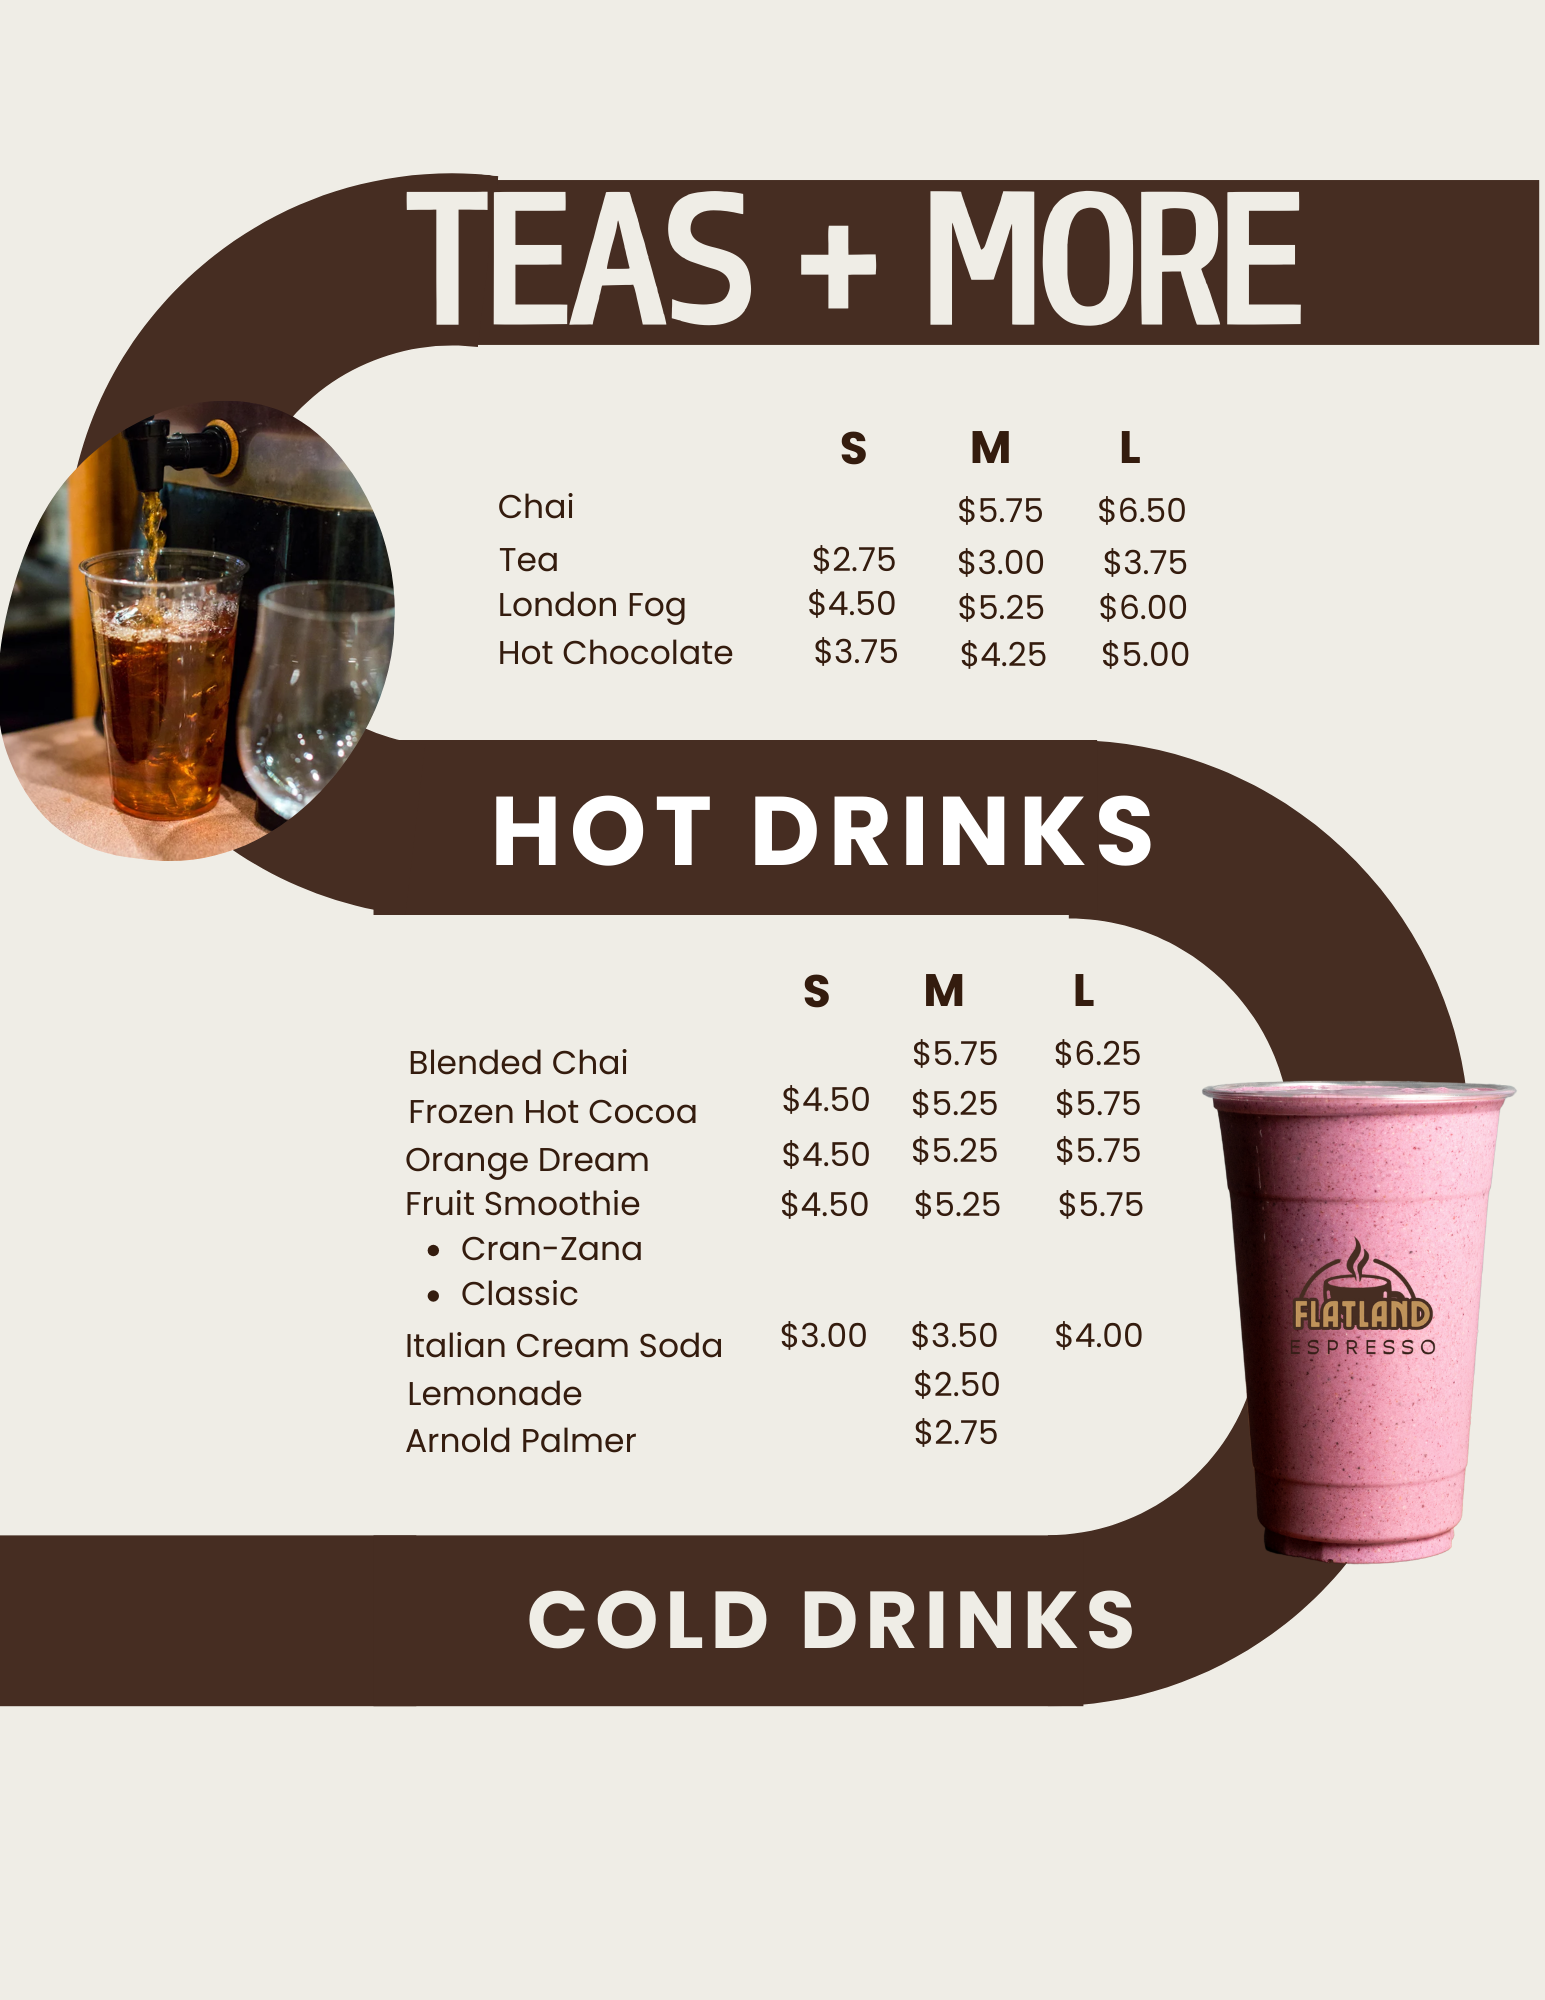 TEAS + MORE
S M L
Chai $5.75 $6.50
Tea $2.75 $3.00 $3.75
London Fog $4.50 $5.25 $6.00
Hot Chocolate $3.75 $4.25 $5.00
HOT DRINKS
S M L
Blended Chai $5.75 $6.25
Frozen Hot Cocoa $4.50 $5.25 $5.75
Orange Dream $4.50 $5.25 $5.75
Fruit Smoothie $4.50 $5.25 $5.75
• Cran-Zana
• Classic
Italian Cream Soda $3.00 $3.50 $4.00
Lemonade $2.50
Arnold Palmer $2.75
FLATLAND
ESPRESSO
COLD DRINKS